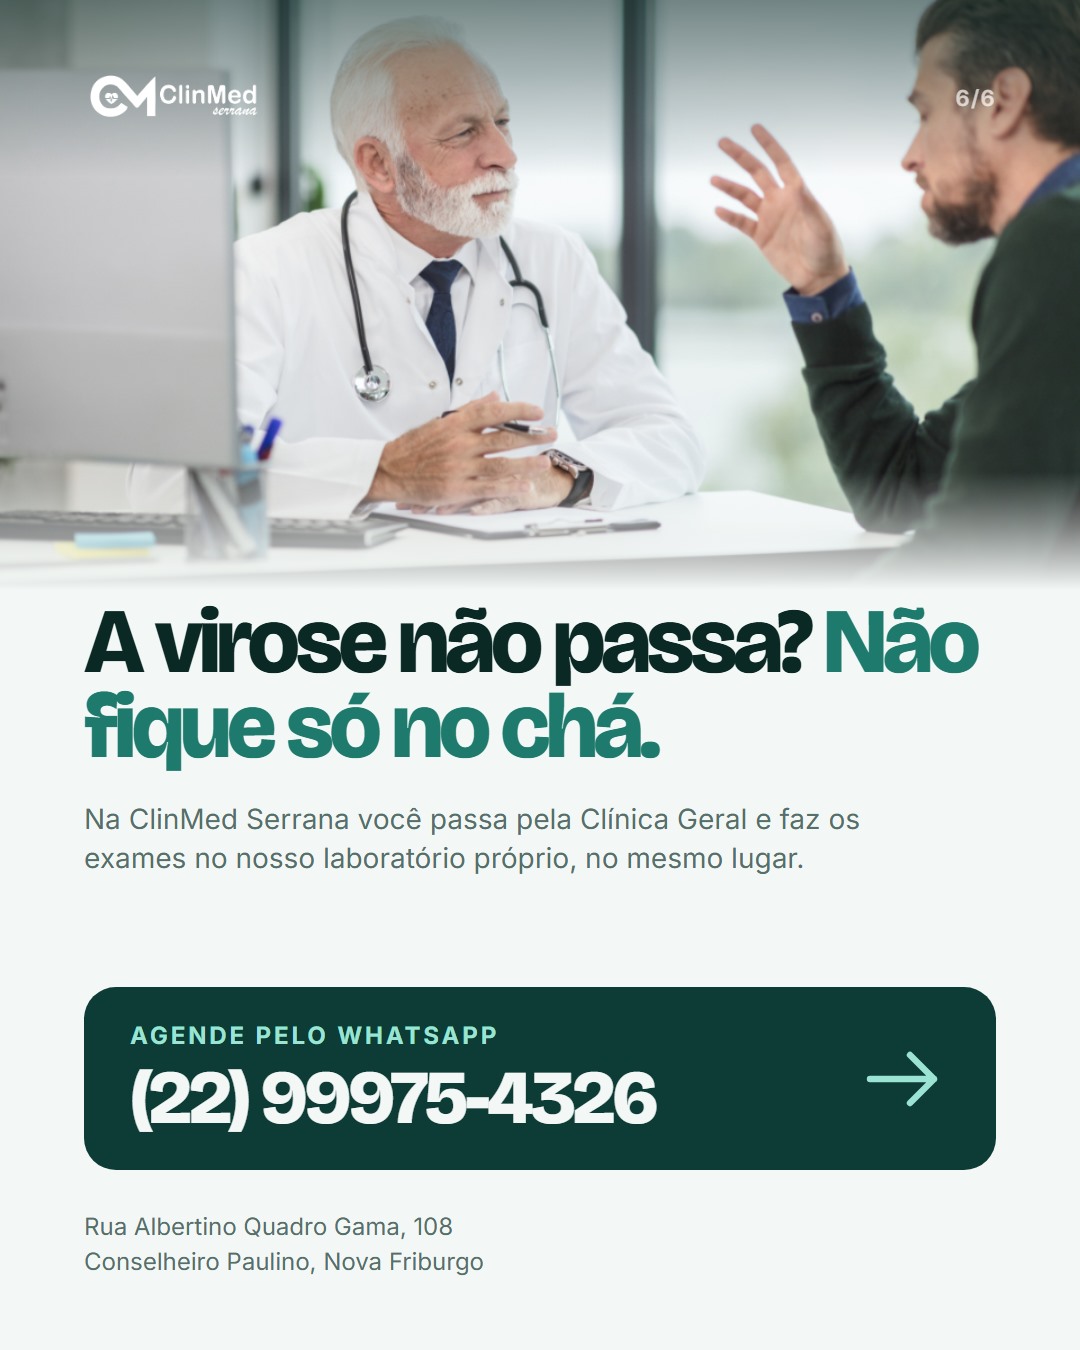 CM ClinMed
serrana
6/6
A virose não passa? Não
fique só no chá.
Na ClinMed Serrana você passa pela Clínica Geral e faz os
exames no nosso laboratório próprio, no mesmo lugar.
AGENDE PELO WHATSAPP
(22) 99975-4326
Rua Albertino Quadro Gama, 108
Conselheiro Paulino, Nova Friburgo